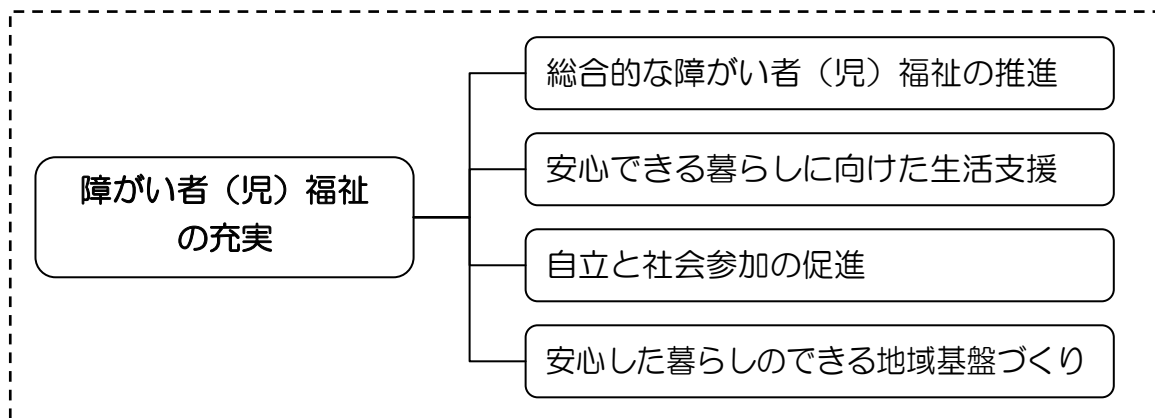 障がい者（児）福祉
の充実
総合的な障がい者（児）福祉の推進
安心できる暮らしに向けた生活支援
自立と社会参加の促進
安心した暮らしのできる地域基盤づくり